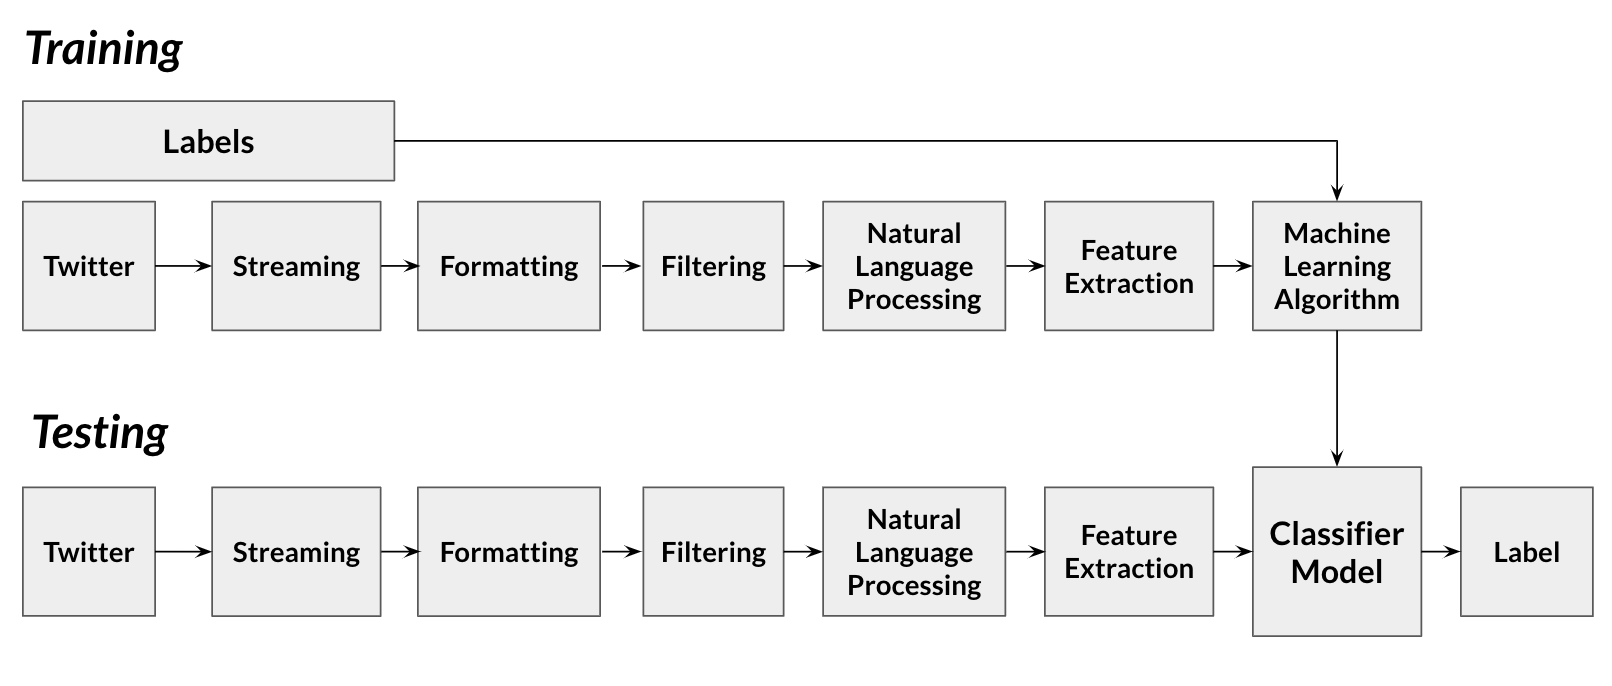 Training
Labels
Twitter
Streaming
Formatting
Filtering
Natural
Language
Processing
Feature
Extraction
Machine
Learning
Algorithm
Testing
Twitter
Streaming
Formatting
Filtering
Natural
Language
Processing
Feature
Extraction
Classifier
Model
Label